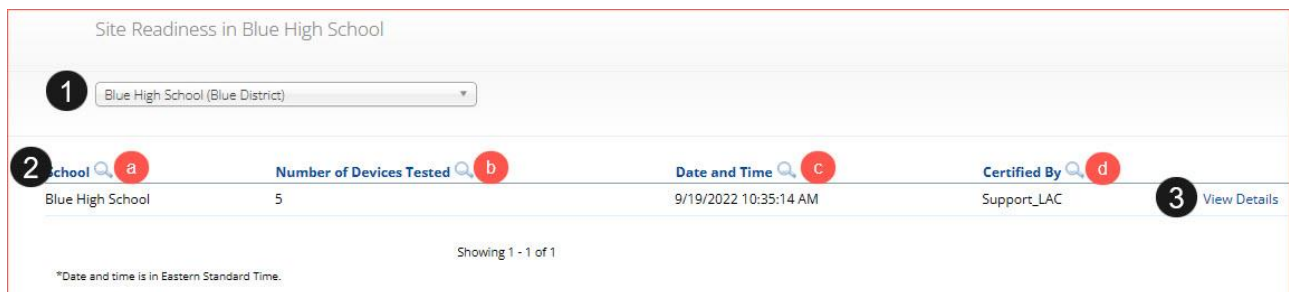 Site Readiness in Blue High School
1 Blue High School (Blue District)
2 School a Number of Devices Tested b Date and Time c Certified By d
Blue High School 5 9/19/2022 10:35:14 AM Support_LAC 3 View Details
Showing 1 - 1 of 1
*Date and time is in Eastern Standard Time.